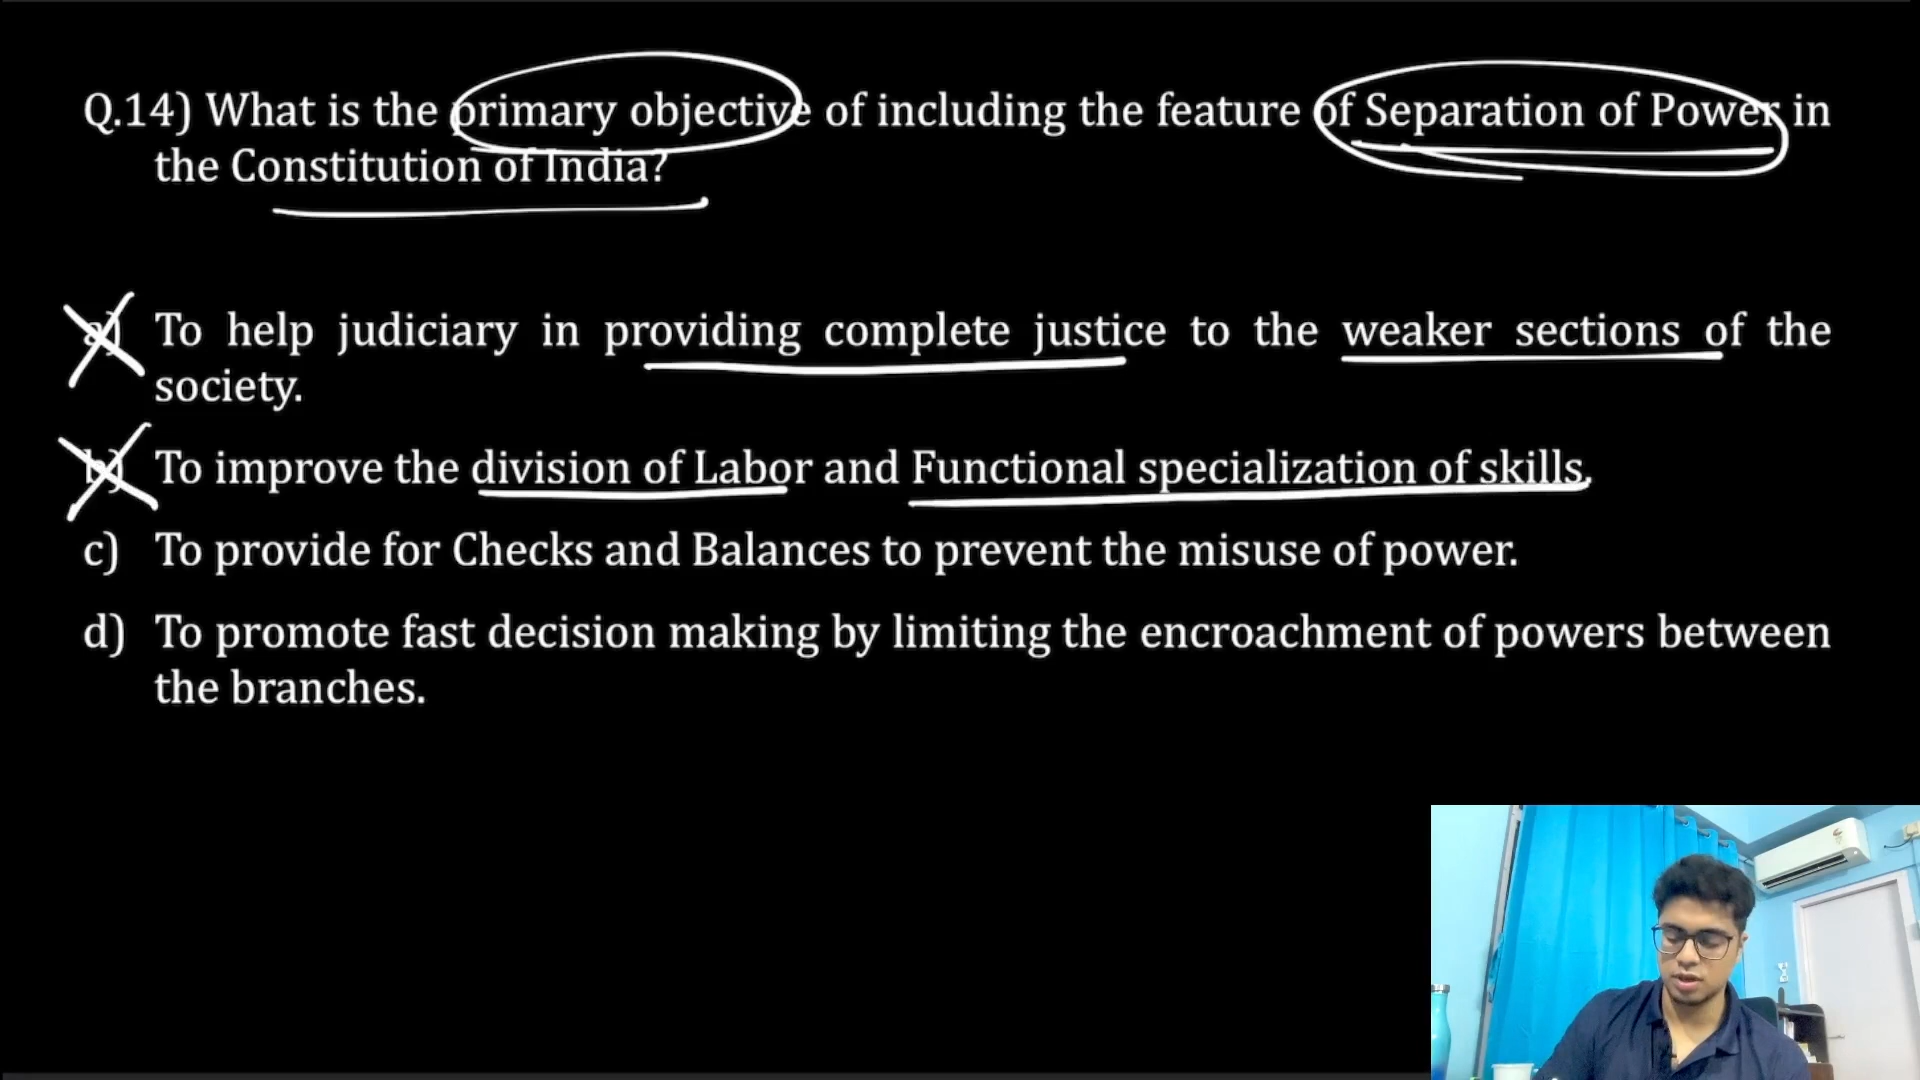 Q.14) What is the primary objective of including the feature of Separation of Power in
the Constitution of India?
a) To help judiciary in providing complete justice to the weaker sections of the
society.
b) To improve the division of Labor and Functional specialization of skills.
c) To provide for Checks and Balances to prevent the misuse of power.
d) To promote fast decision making by limiting the encroachment of powers between
the branches.